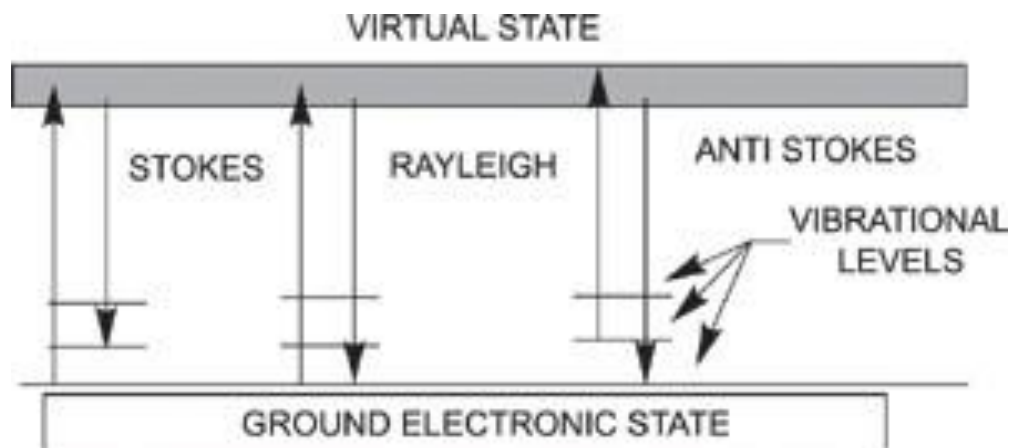 VIRTUAL STATE
STOKES
RAYLEIGH
ANTI STOKES
VIBRATIONAL
LEVELS
GROUND ELECTRONIC STATE